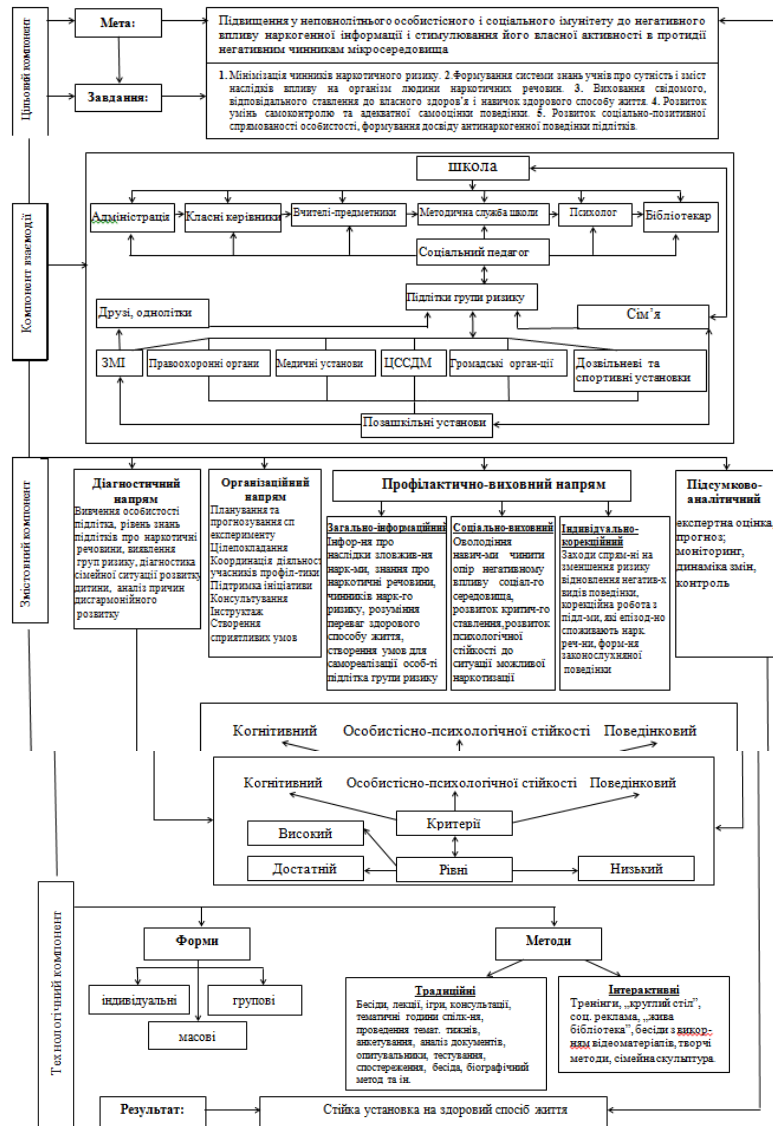 Цільовий компонент
Мета:
Підвищення у неповнолітнього особистісного і соціального імунітету до негативного
впливу наркогенної інформації і стимулювання його власної активності в протидії
негативним чинникам мікросередовища
Завдання:
1. Мінімізація чинників наркотичного ризику. 2.Формування системи знань учнів про сутність і зміст
наслідків впливу на організм людини наркотичних речовин. 3. Виховання свідомого,
відповідального ставлення до власного здоров’я і навичок здорового способу життя. 4. Розвиток
умінь самоконтролю та адекватної самооцінки поведінки. 5. Розвиток соціально-позитивної
спрямованості особистості, формування досвіду антинаркогенної поведінки підлітків.
Компонент взаємодії
школа
Адміністрація
Класні керівники
Вчителі-предметники
Методична служба школи
Психолог
Бібліотекар
Соціальний педагог
Підлітки групи ризику
Друзі, однолітки
Сім’я
ЗМІ
Правоохоронні органи
Медичні установи
ЦССДМ
Громадські орган-ції
Дозвільневі та
спортивні установки
Позашкільні установи
Змістовний компонент
Діагностичний
напрям
Вивчення особистості
підлітка, рівень знань
підлітків про наркотичні
речовини, виявлення
груп ризику, діагностика
сімейної ситуації розвитку
дитини, аналіз причин
дисгармонійного
розвитку
Організаційний
напрям
Планування та
прогнозування сп
експерименту
Цілепокладання
Координація діяльност
учасників профіл-тики
Підтримка ініціативи
Консультування
Інструктаж
Створення
сприятливих умов
Профілактично-виховний напрям
Загально-інформаційний
Інфор-ня про
наслідки зловжив-ня
нарк-ми, знання про
наркотичні речовини,
чинників нарк-го
ризику, розуміння
переваг здорового
способу життя,
створення умов для
самореалізації особ-ті
підлітка групи ризику
Соціально-виховний
Оволодіння
навич-ми чинити
опір негативному
впливу соціал-го
середовища,
розвиток критич-го
ставлення,розвиток
психологічної
стійкості до
ситуації можливої
наркотизації
Індивідуально-
корекційний
Заходи спрям-ні на
зменшення ризику
відновлення негатив-х
видів поведінки,
корекційна робота з
підл-ми, які епізод-но
споживають нарк.
реч-ни, форм-ня
законослухняної
поведінки
Підсумково-
аналітичний
експертна оцінка,
прогноз;
моніторинг,
динаміка змін,
контроль
Когнітивний Особистісно-психологічної стійкості Поведінковий
Когнітивний Особистісно-психологічної стійкості Поведінковий
Критерії
Високий
Достатній
Рівні
Низький
Технологічний компонент
Форми
індивідуальні
групові
масові
Методи
Традиційні
Бесіди, лекції, ігри, консультації,
тематичні години спілк-ня,
проведення темат. тижнів,
анкетування, аналіз документів,
опитувальники, тестування,
спостереження, бесіда, біографічний
метод та ін.
Інтерактивні
Тренінги, „круглий стіл”,
соц. реклама, „жива
бібліотека”, бесіди з викор-
ням відеоматеріалів, творчі
методи, сімейна скульптура.
Результат:
Стійка установка на здоровий спосіб життя